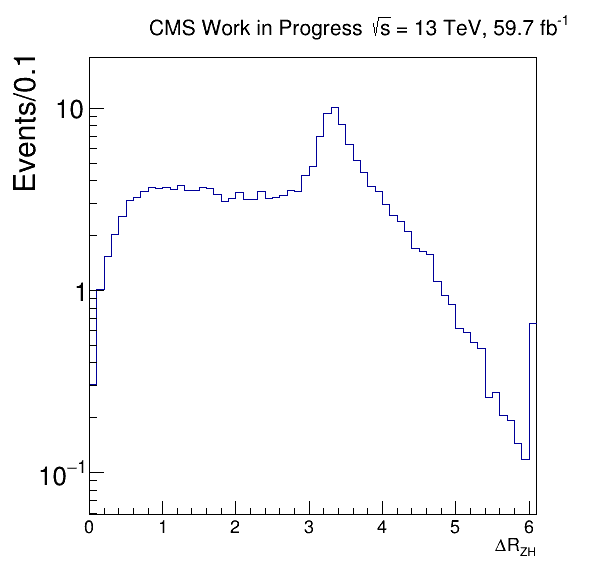 CMS Work in Progress √s = 13 TeV, 59.7 fb⁻¹
Events/0.1
10
1
10⁻¹
0 1 2 3 4 5 6
ΔR_ZH